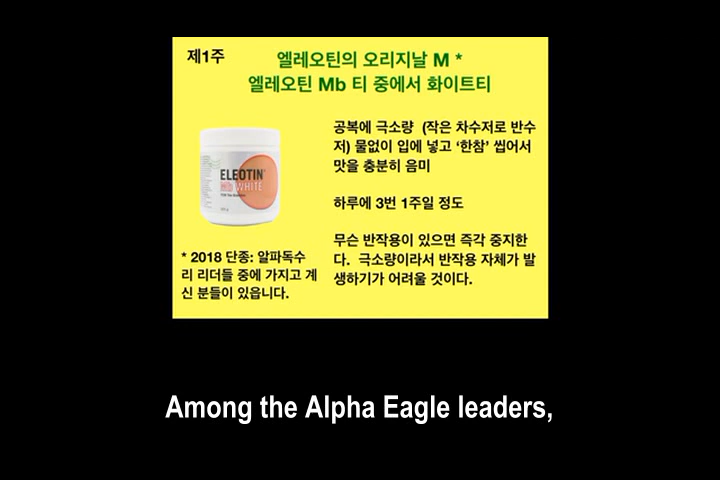 제1주
엘레오틴의 오리지날 M *
엘레오틴 Mb 티 중에서 화이트티
공복에 극소량 (작은 차수저로 반수
저) 물없이 입에 넣고 ‘한참’ 씹어서
맛을 충분히 음미
하루에 3번 1주일 정도
무슨 반작용이 있으면 즉각 중지한
다. 극소량이라서 반작용 자체가 발
생하기가 어려울 것이다.
ELEOTIN
Mb WHITE
* 2018 단종: 알파독수
리 리더들 중에 가지고 계
신 분들이 있읍니다.
Among the Alpha Eagle leaders,